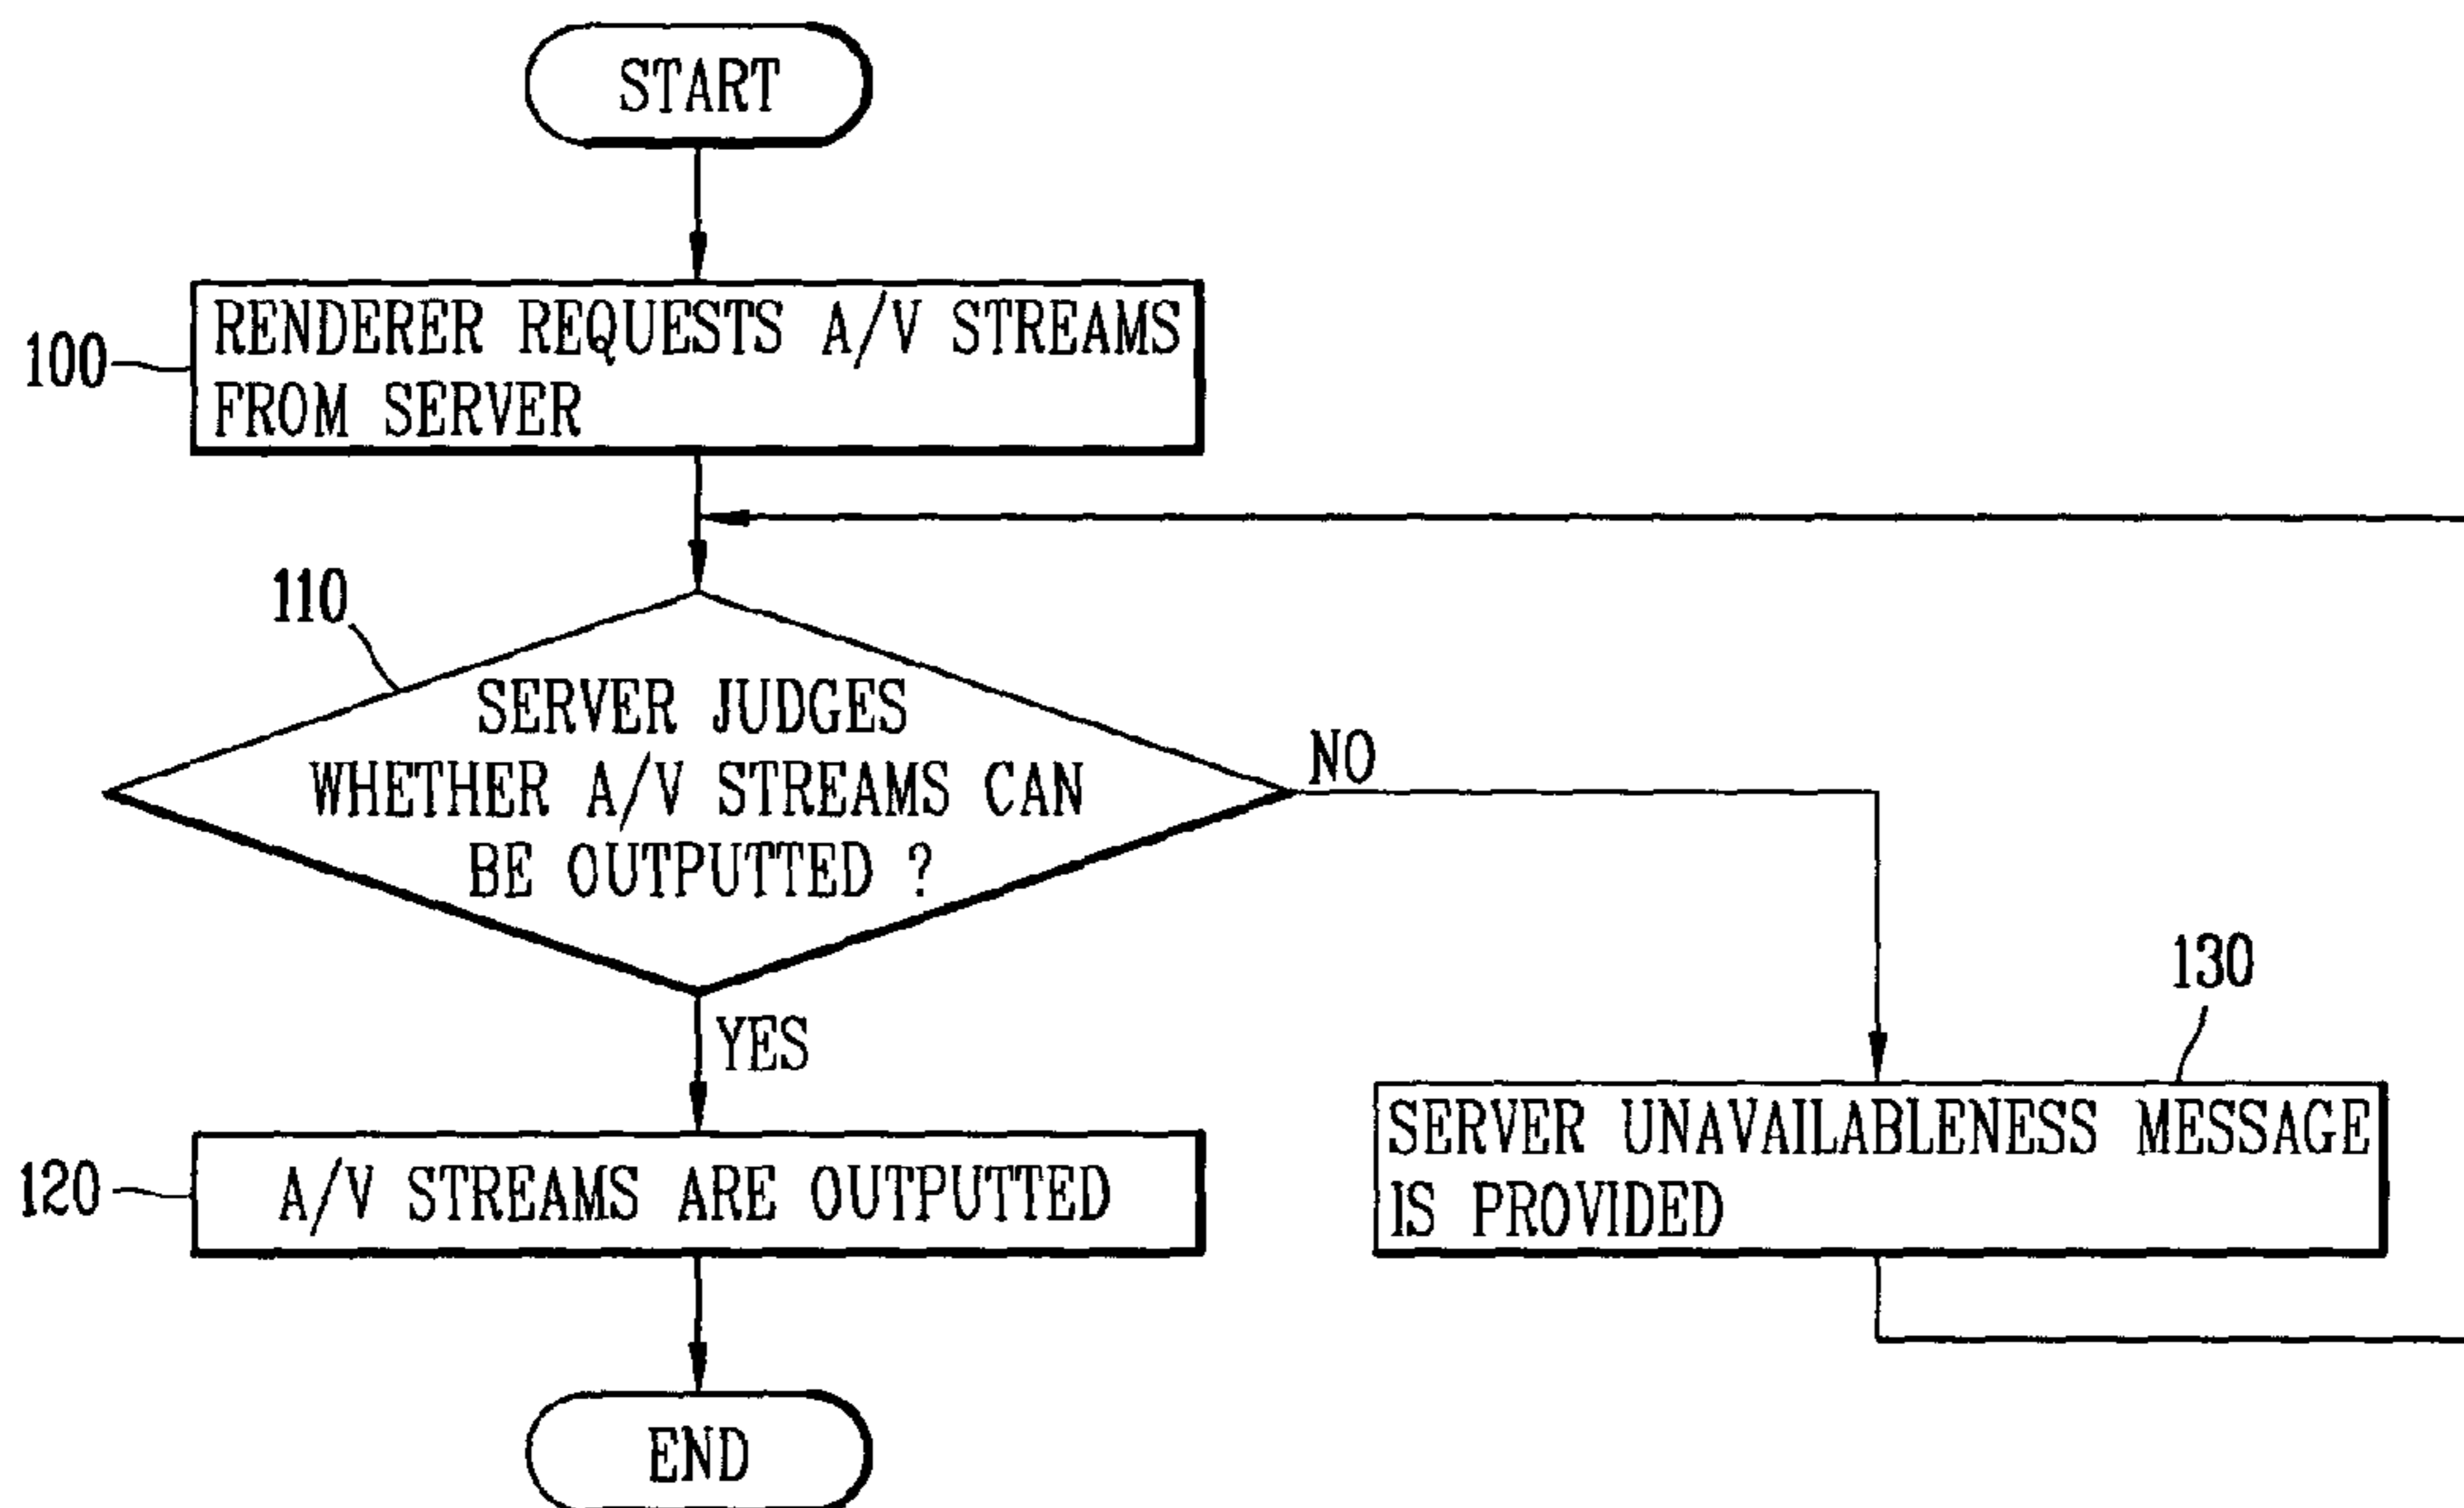 START
100
RENDERER REQUESTS A/V STREAMS
FROM SERVER
110
SERVER JUDGES
WHETHER A/V STREAMS CAN
BE OUTPUTTED ?
NO
YES
130
SERVER UNAVAILABLENESS MESSAGE
IS PROVIDED
120
A/V STREAMS ARE OUTPUTTED
END